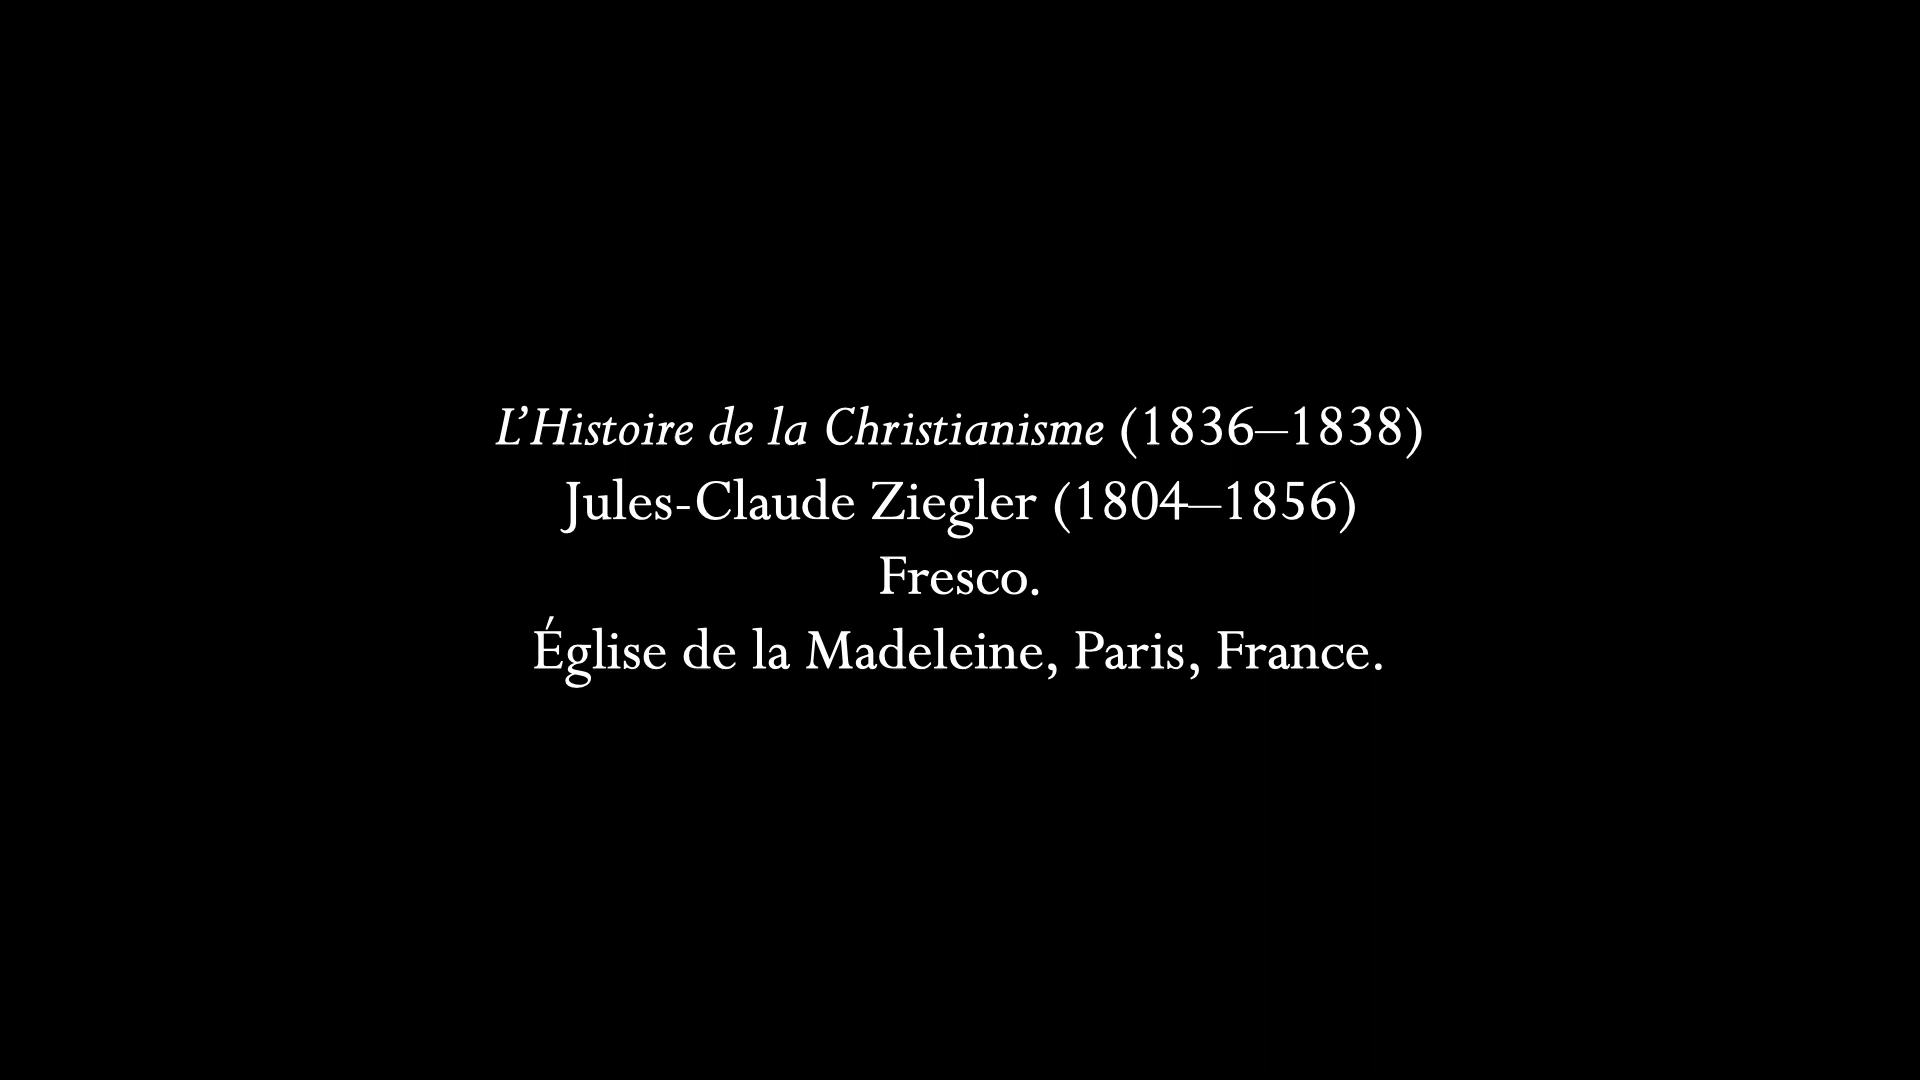 L’Histoire de la Christianisme (1836–1838)
Jules-Claude Ziegler (1804–1856)
Fresco.
Église de la Madeleine, Paris, France.